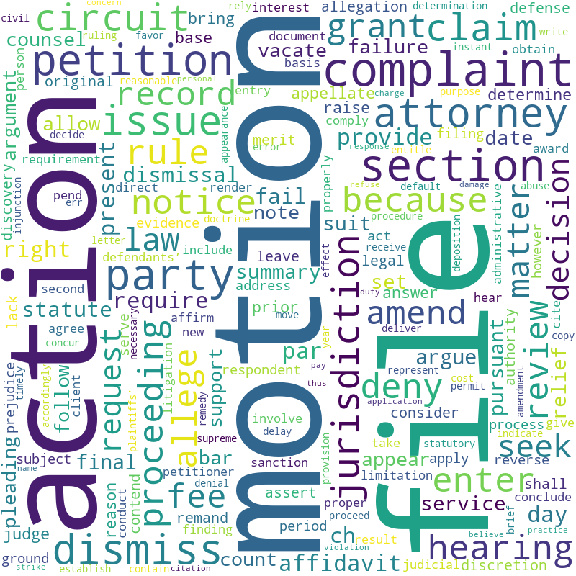 civil
ruling
circuit
bring
rely
interest
allegation
determination
defense
favor
document
grant
claim
instant
write
person
counsel
base
vacate
failure
custom
obtain
petition
basis
complaint
argument
original
reasonable
record
entry
appellate
determine
allow
appearance
raise
charge
purpose
decide
issue
merit
error
comply
filing
attorney
requirement
present
rule
provide
date
award
discovery
action
dismissal
motion
response
section
pend
injunction
err
direct
render
properly
refuse
default
damage
abuse
notice
fail
because
procedure
evidence
doctrine
note
suit
act
deposition
administrative
decision
right
letter
include
defendants'
law
leave
effect
receive
legal
file
matter
however
second
party
summary
jurisdiction
set
answer
hear
lack
statute
address
move
amend
cite
copy
agree
require
affirm
prior
deliver
concur
serve
necessary
new
year
par
argue
pursuant
authority
amendment
review
follow
request
proceeding
allege
litigation
support
respondent
pay
represent
deny
cost
permit
give
relief
prejudice
timely
accordingly
client
plaintiffs'
remedy
thus
application
consider
process
statutory
indicate
involve
provision
take
seek
subject
final
supreme
delay
bar
appear
apply
reverse
pleading
name
reason
conduct
contend
petitioner
sanction
limitation
enter
shall
denial
assert
proper
service
conclude
judge
fee
remand
finding
period
proceed
ch
result
believe
brief
day
practice
ground
dismiss
count
affidavit
hearing
strike
establish
concern
citation
violation
judicial
discretion